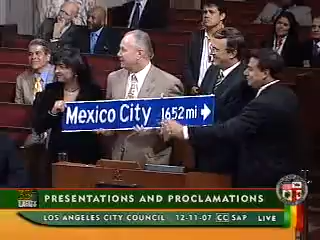 Mexico City 1652 mi →
PRESENTATIONS AND PROCLAMATIONS
LOS ANGELES CITY COUNCIL 12-11-07 CC SAP LIVE